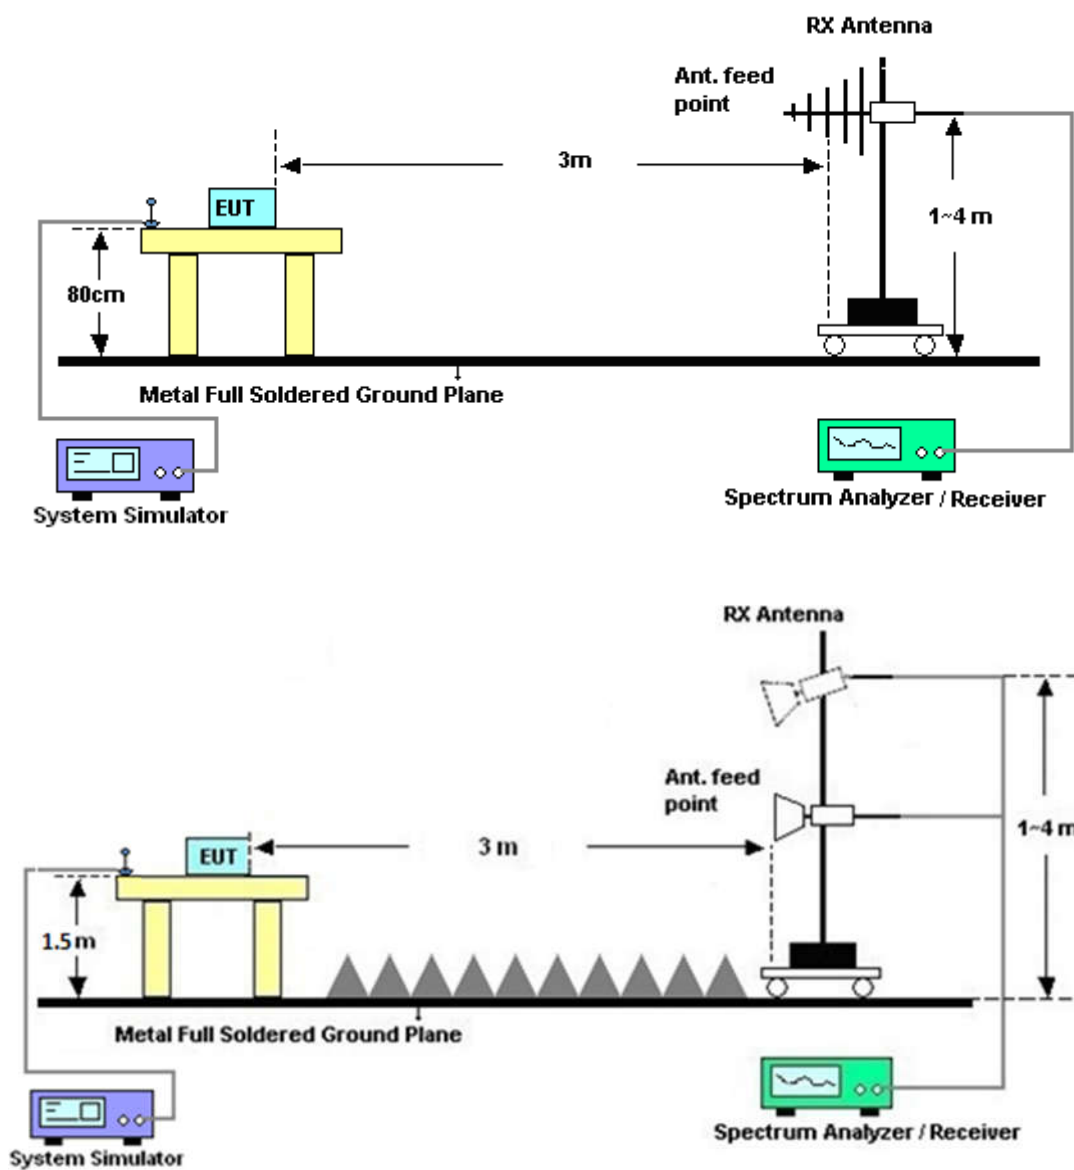 RX Antenna
Ant. feed
point
3m
EUT
1~4 m
80cm
Metal Full Soldered Ground Plane
System Simulator
Spectrum Analyzer / Receiver
RX Antenna
Ant. feed
point
3 m
1~4 m
EUT
1.5 m
Metal Full Soldered Ground Plane
Spectrum Analyzer / Receiver
System Simulator